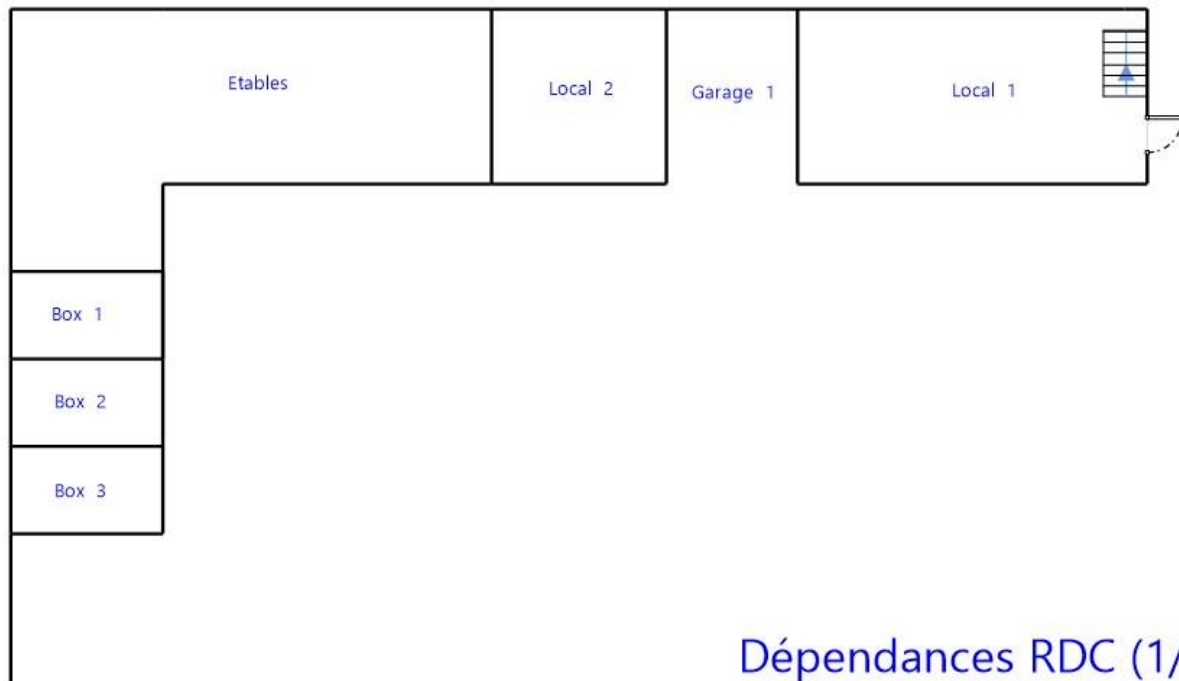 Etables
Local 2
Garage 1
Local 1
Box 1
Box 2
Box 3
Dépendances RDC (1/